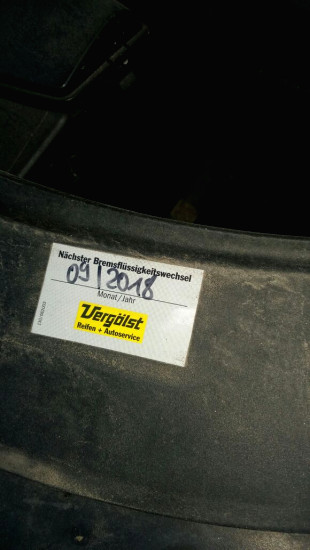 Nächster Bremsflüssigkeitswechsel
09/2018
Monat/Jahr
Vergölst
Reifen + Autoservice